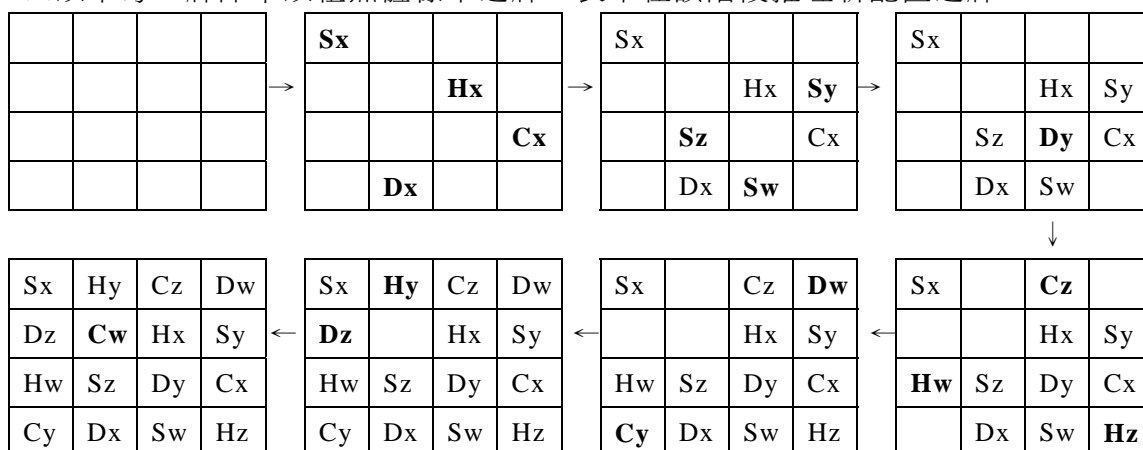 Sx Sx Sx
→ Hx → Hx Sy → Hx Sy
Cx Sz Cx Sz Dy Cx
Dx Dx Sw Dx Sw
↓
Sx Hy Cz Dw Sx Hy Cz Dw Sx Cz Dw Sx Cz
Dz Cw Hx Sy ← Dz Hx Sy ← Hx Sy ← Hx Sy
Hw Sz Dy Cx Hw Sz Dy Cx Hw Sz Dy Cx Hw Sz Dy Cx
Cy Dx Sw Hz Cy Dx Sw Hz Cy Dx Sw Hz Dx Sw Hz